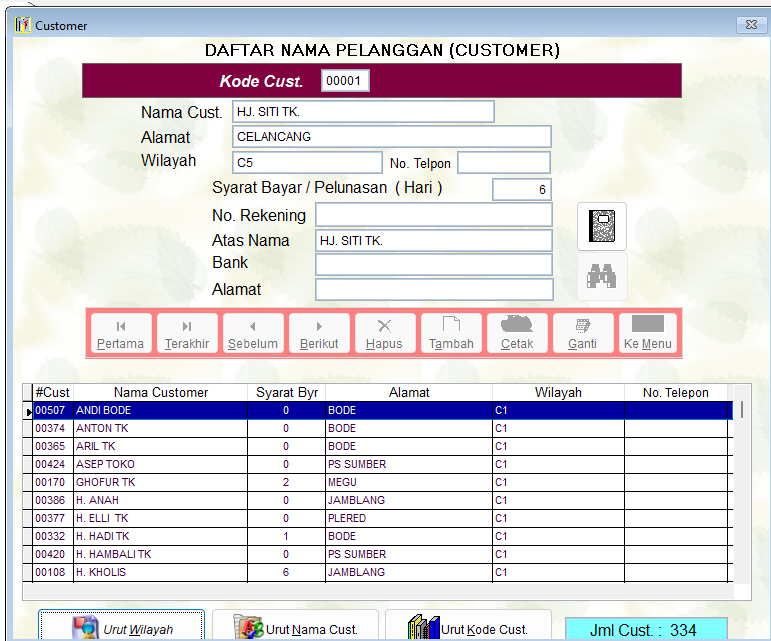 Customer
DAFTAR NAMA PELANGGAN (CUSTOMER)
Kode Cust. 00001
Nama Cust. HJ. SITI TK.
Alamat CELANCANG
Wilayah C5 No. Telpon
Syarat Bayar / Pelunasan ( Hari ) 6
No. Rekening
Atas Nama HJ. SITI TK.
Bank
Alamat
Pertama Terakhir Sebelum Berikut Hapus Tambah Cetak Ganti Ke Menu
#Cust Nama Customer Syarat Byr Alamat Wilayah No. Telepon
00507 ANDI BODE 0 BODE C1
00374 ANTON TK 0 BODE C1
00365 ARIL TK 0 BODE C1
00424 ASEP TOKO 0 PS SUMBER C1
00170 GHOFUR TK 2 MEGU C1
00386 H. ANAH 0 JAMBLANG C1
00377 H. ELLI TK 0 PLERED C1
00332 H. HADI TK 1 BODE C1
00420 H. HAMBALI TK 0 PS SUMBER C1
00108 H. KHOLIS 6 JAMBLANG C1
Urut Wilayah Urut Nama Cust. Urut Kode Cust. Jml Cust. : 334